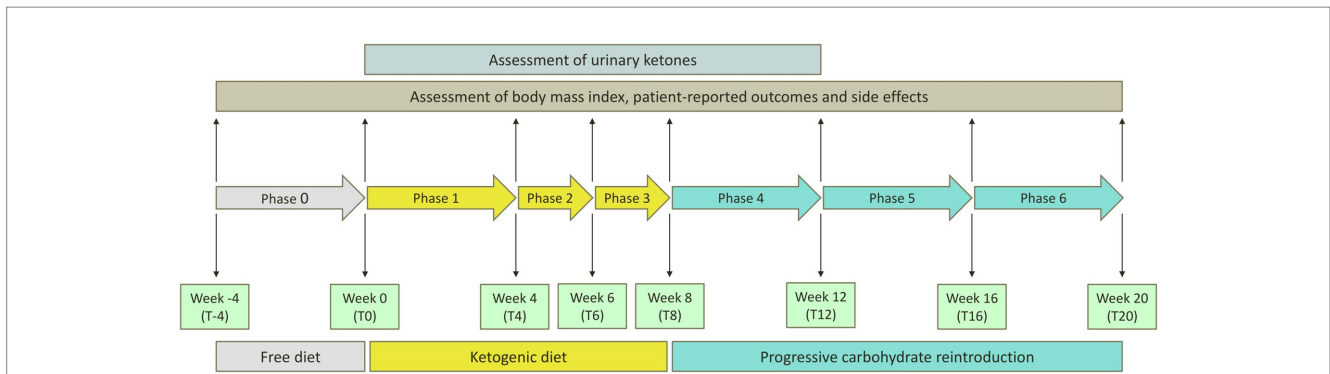 Assessment of urinary ketones
Assessment of body mass index, patient-reported outcomes and side effects
Phase 0
Phase 1
Phase 2
Phase 3
Phase 4
Phase 5
Phase 6
Week -4
(T-4)
Week 0
(T0)
Week 4
(T4)
Week 6
(T6)
Week 8
(T8)
Week 12
(T12)
Week 16
(T16)
Week 20
(T20)
Free diet
Ketogenic diet
Progressive carbohydrate reintroduction